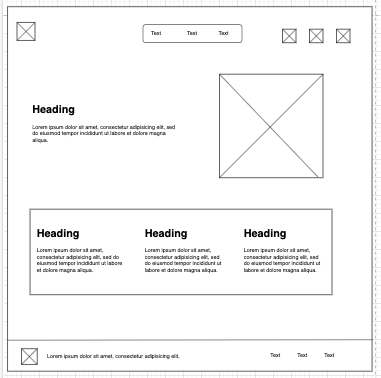 Text Text Text
Heading
Lorem ipsum dolor sit amet, consectetur adipisicing elit, sed
do eiusmod tempor incididunt ut labore et dolore magna
aliqua.
Heading
Lorem ipsum dolor sit amet,
consectetur adipisicing elit, sed do
eiusmod tempor incididunt ut labore
et dolore magna aliqua.
Heading
Lorem ipsum dolor sit amet,
consectetur adipisicing elit, sed do
eiusmod tempor incididunt ut labore
et dolore magna aliqua.
Heading
Lorem ipsum dolor sit amet,
consectetur adipisicing elit, sed do
eiusmod tempor incididunt ut labore
et dolore magna aliqua.
Lorem ipsum dolor sit amet, consectetur adipisicing elit,
Text Text Text